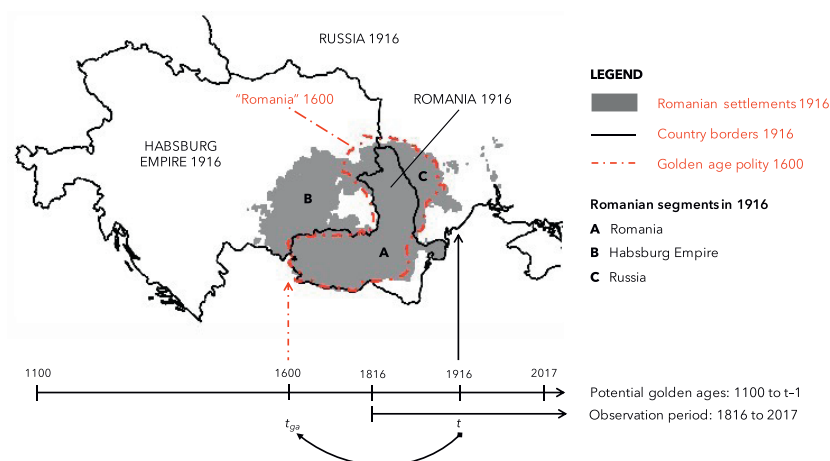 RUSSIA 1916
"Romania" 1600
ROMANIA 1916
HABSBURG
EMPIRE 1916
B
C
A
LEGEND
Romanian settlements 1916
Country borders 1916
Golden age polity 1600
Romanian segments in 1916
A Romania
B Habsburg Empire
C Russia
1100
1600
1816
1916
2017
Potential golden ages: 1100 to t–1
Observation period: 1816 to 2017
tga
t